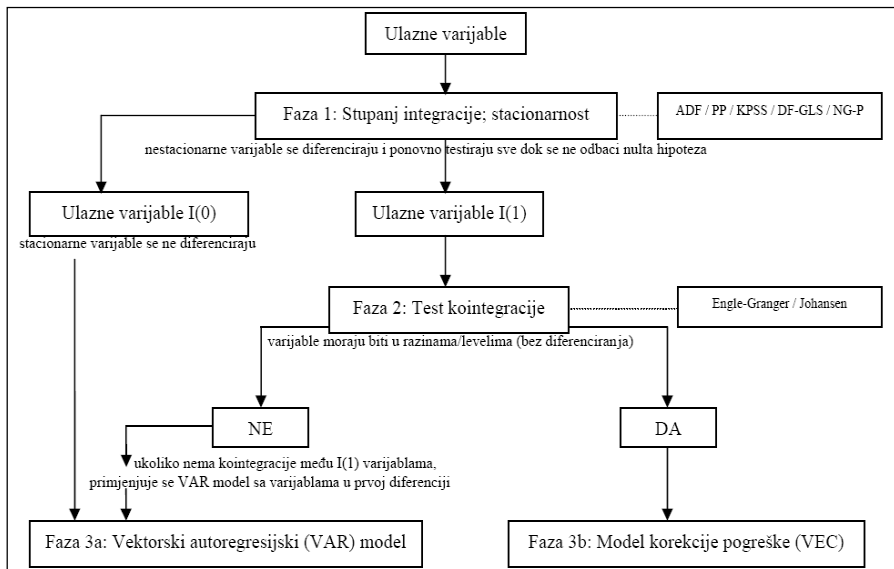 Ulazne varijable
Faza 1: Stupanj integracije; stacionarnost
ADF / PP / KPSS / DF-GLS / NG-P
nestacionarne varijable se diferenciraju i ponovno testiraju sve dok se ne odbaci nulta hipoteza
Ulazne varijable I(0)
Ulazne varijable I(1)
stacionarne varijable se ne diferenciraju
Faza 2: Test kointegracije
Engle-Granger / Johansen
varijable moraju biti u razinama/levelima (bez diferenciranja)
NE
DA
ukoliko nema kointegracije među I(1) varijablama,
primjenjuje se VAR model sa varijablama u prvoj diferenciji
Faza 3a: Vektorski autoregresijski (VAR) model
Faza 3b: Model korekcije pogreške (VEC)